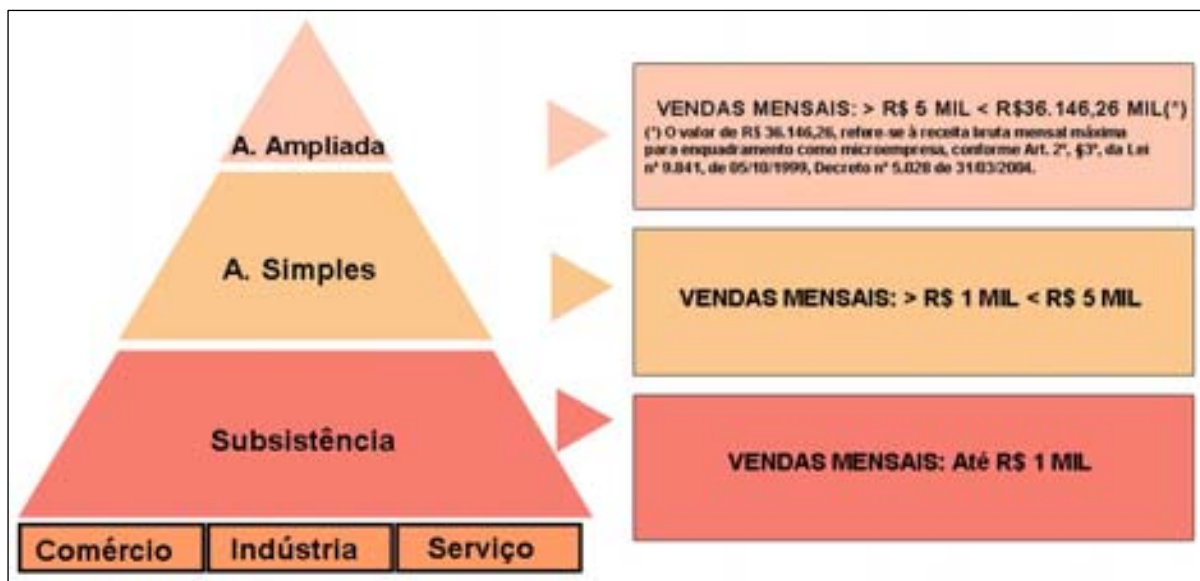 A. Ampliada
VENDAS MENSAIS: > R$ 5 MIL < R$36.146,26 MIL(*)
(*) O valor de R$ 36.146,26, refere-se à receita bruta mensal máxima
para enquadramento como microempresa, conforme Art. 2º, §3º, da Lei
nº 9.841, de 05/10/1999, Decreto nº 5.028 de 31/03/2004.
A. Simples
VENDAS MENSAIS: > R$ 1 MIL < R$ 5 MIL
Subsistência
VENDAS MENSAIS: Até R$ 1 MIL
Comércio
Indústria
Serviço